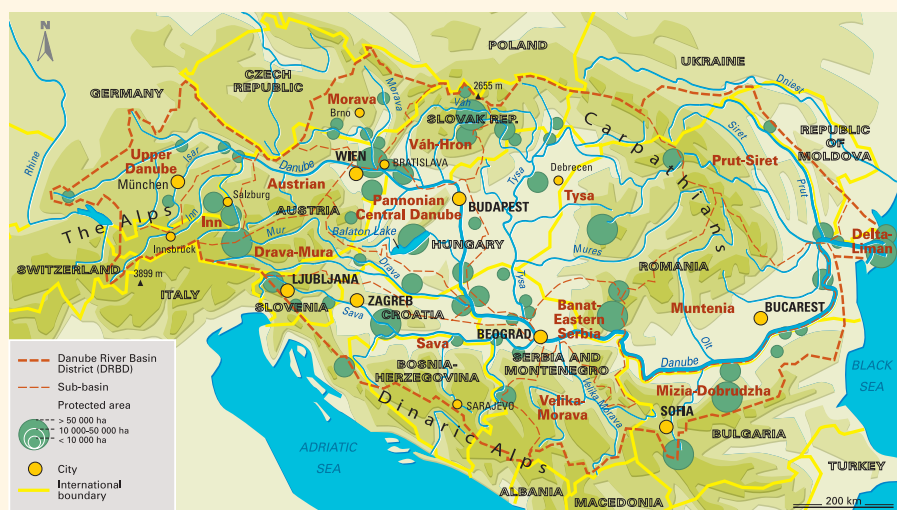 N
POLAND
UKRAINE
CZECH
REPUBLIC
GERMANY
Dniest
2655 m
Morava
Morava
Brno
Váh
SLOVAK REP.
Siret
REPUBLIC
OF
MOLDOVA
Rhine
Carpathians
Váh-Hron
Upper
Danube
Isar
Danube
WIEN
BRATISLAVA
Prut-Siret
München
Austrian
Tysa
Debrecen
Prut
Salzburg
Pannonian
Central Danube
BUDAPEST
Tysa
The Alps
Inn
Inn
AUSTRIA
Innsbrück
Mur
Balaton Lake
HUNGARY
Mures
Delta-
Liman
SWITZERLAND
Drava-Mura
Drava
ROMANIA
3899 m
LJUBLJANA
Tysa
ITALY
SLOVENIA
ZAGREB
CROATIA
Banat-
Eastern
Serbia
Muntenia
BUCAREST
Sava
Sava
BEOGRAD
Olt
SERBIA AND
MONTENEGRO
Danube
BOSNIA-
HERZEGOVINA
BLACK
SEA
Velika Morava
Mizia-Dobrudzha
Dinaric Alps
SARAJEVO
Velika-
Morava
SOFIA
BULGARIA
ADRIATIC
SEA
ALBANIA
MACEDONIA
TURKEY
200 km
Danube River Basin
District (DRBD)
Sub-basin
Protected area
> 50 000 ha
10 000–50 000 ha
< 10 000 ha
City
International
boundary